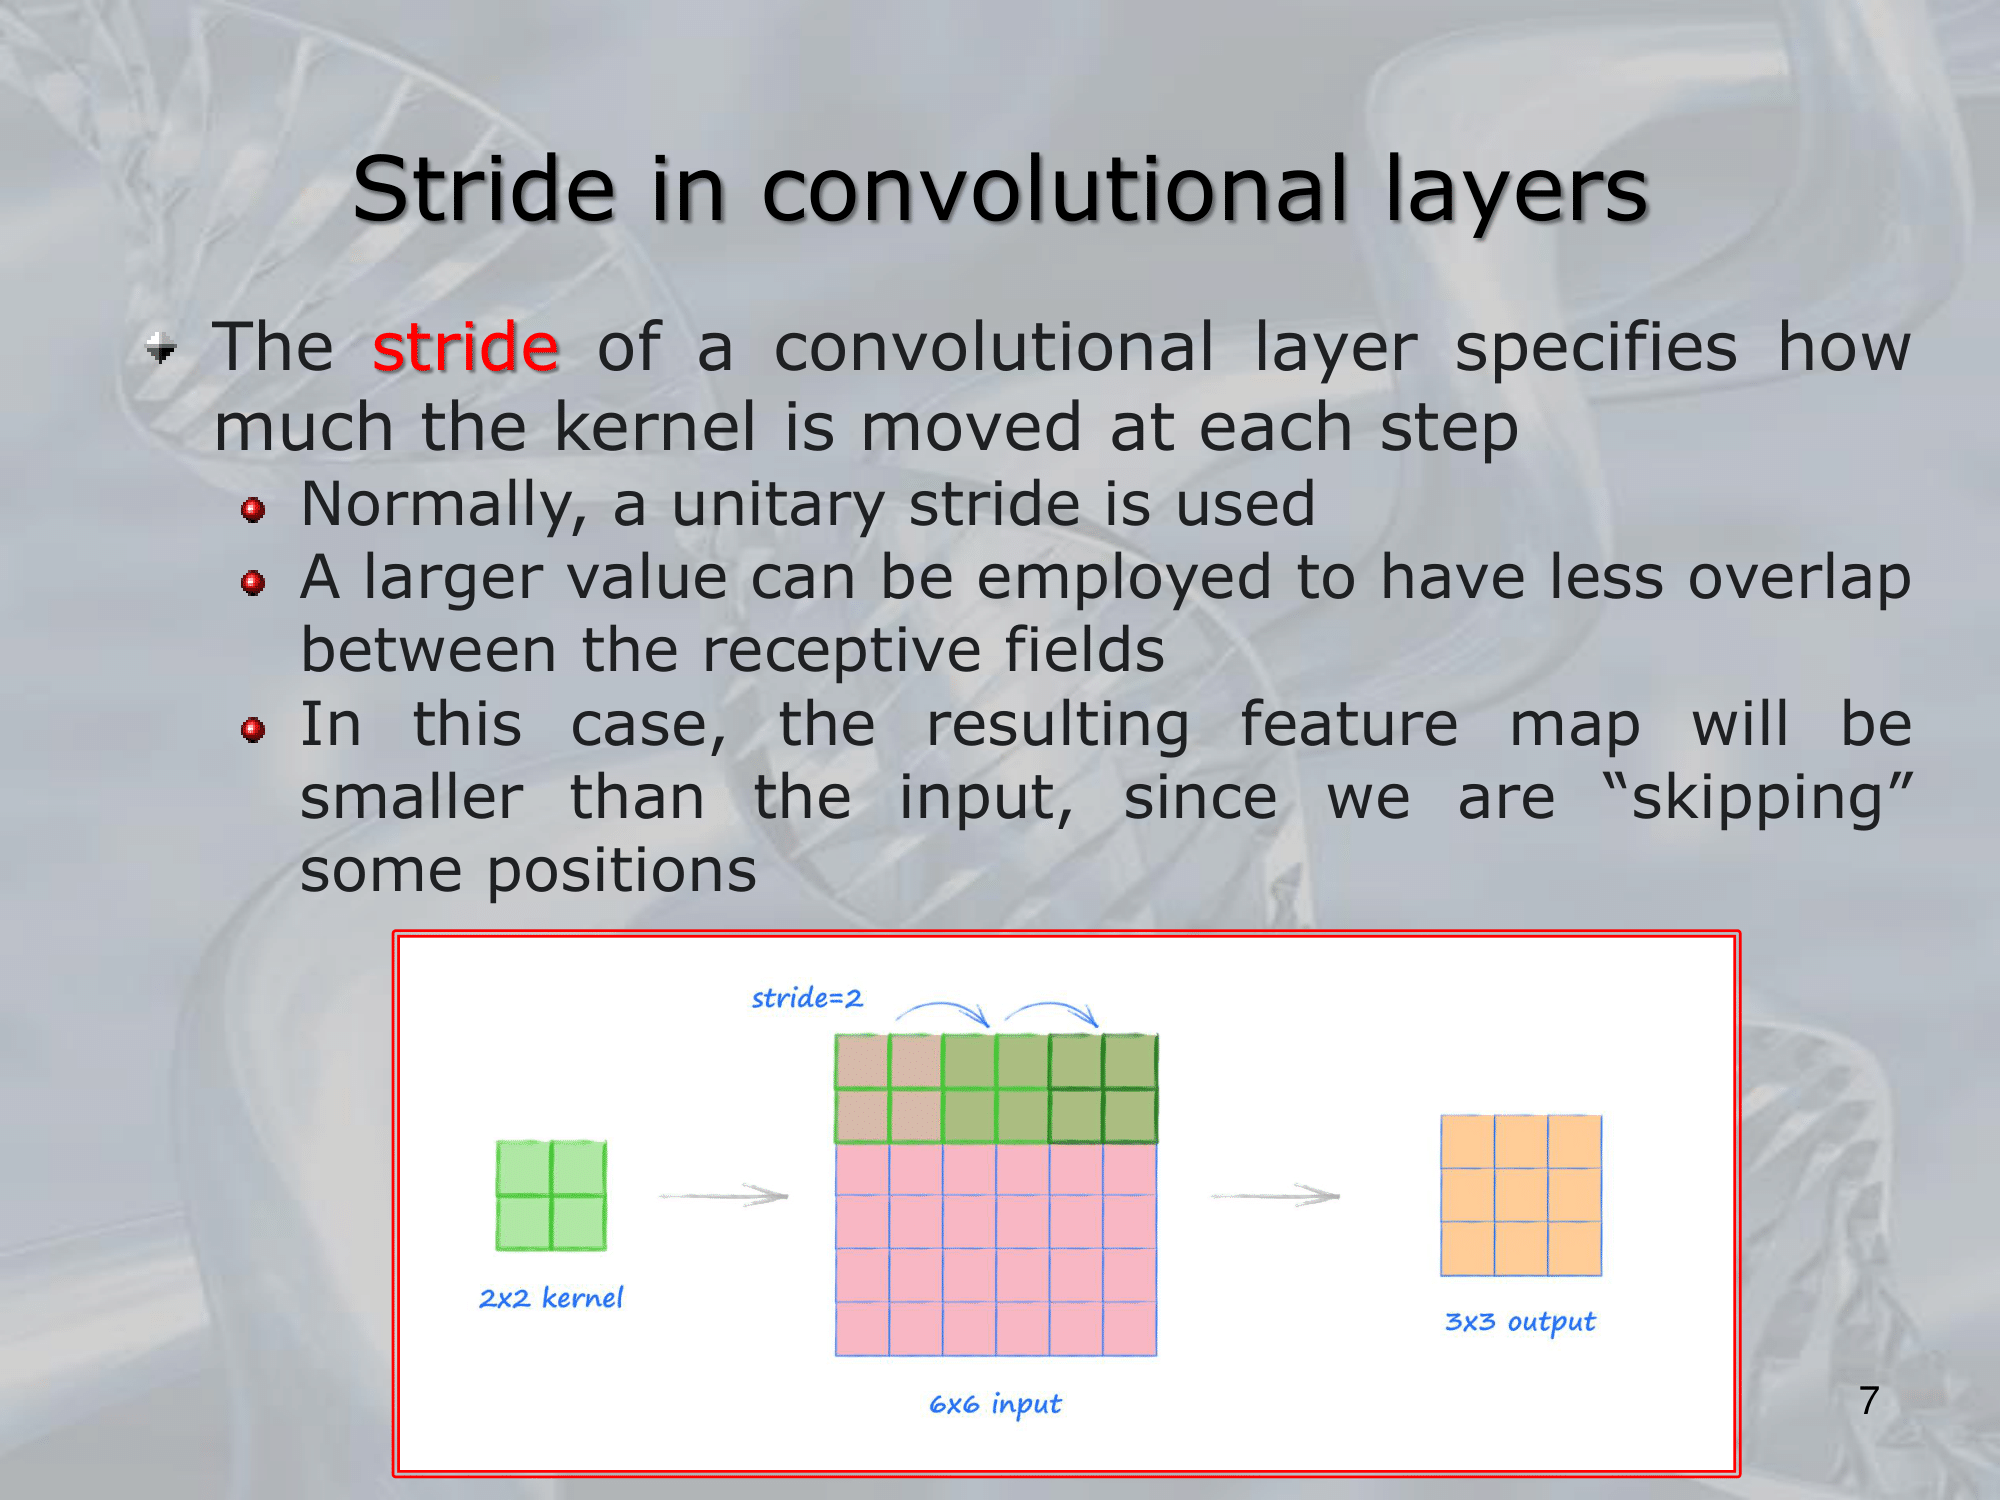 Stride in convolutional layers
The stride of a convolutional layer specifies how
much the kernel is moved at each step
Normally, a unitary stride is used
A larger value can be employed to have less overlap
between the receptive fields
In this case, the resulting feature map will be
smaller than the input, since we are “skipping”
some positions
stride=2
2x2 kernel
6x6 input
3x3 output
7